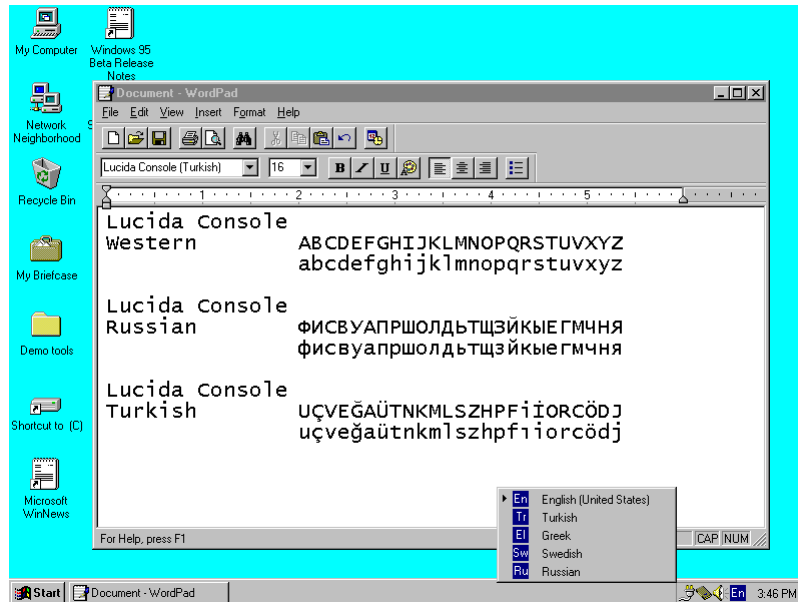 My Computer
Windows 95
Beta Release
Notes
Network
Neighborhood
Recycle Bin
My Briefcase
Demo tools
Shortcut to (C)
Microsoft
WinNews
Document - WordPad
File Edit View Insert Format Help
Lucida Console (Turkish) 16 B I U
1 2 3 4 5
Lucida Console
Western ABCDEFGHIJKLMNOPQRSTUVXYZ
abcdefghijklmnopqrstuvxyz
Lucida Console
Russian ФИСВУАПРШОЛДЬТЩЗЙКЫЕГМЧНЯ
фисвуапршолдьтщзйкыегмчня
Lucida Console
Turkish UÇVEĞAÜTNKMLSZHPFiİORCÖDJ
uçveğaütnkmlszhpfıiorcödj
En English (United States)
Tr Turkish
El Greek
Sw Swedish
Ru Russian
For Help, press F1 CAP NUM
Start Document - WordPad En 3:46 PM